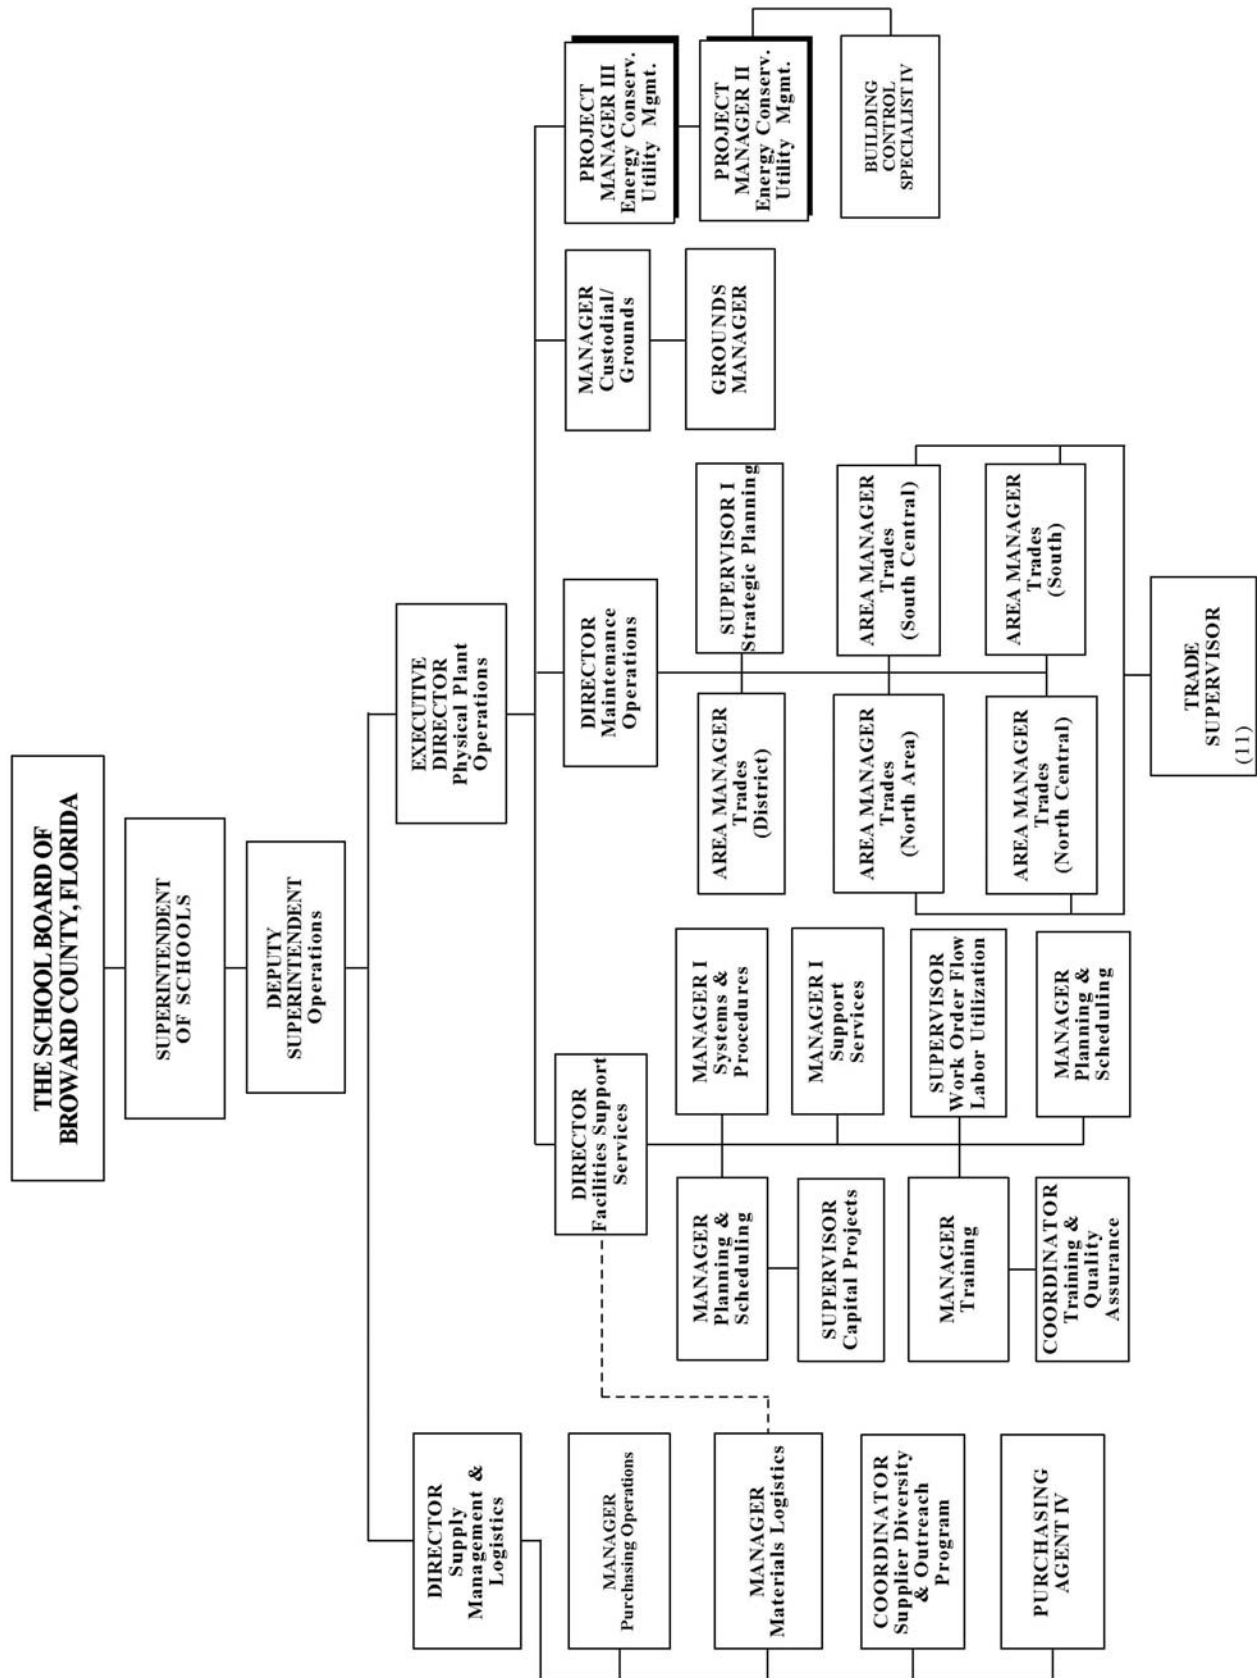 THE SCHOOL BOARD OF
BROWARD COUNTY, FLORIDA
SUPERINTENDENT
OF SCHOOLS
DEPUTY
SUPERINTENDENT
Operations
DIRECTOR
Supply
Management &
Logistics
EXECUTIVE
DIRECTOR
Physical Plant
Operations
MANAGER
Purchasing Operations
MANAGER
Materials Logistics
COORDINATOR
Supplier Diversity
& Outreach
Program
PURCHASING
AGENT IV
DIRECTOR
Facilities Support
Services
MANAGER
Planning &
Scheduling
MANAGER I
Systems &
Procedures
SUPERVISOR
Capital Projects
MANAGER I
Support
Services
MANAGER
Training
SUPERVISOR
Work Order Flow
Labor Utilization
COORDINATOR
Training &
Quality
Assurance
MANAGER
Planning &
Scheduling
DIRECTOR
Maintenance
Operations
AREA MANAGER
Trades
(District)
SUPERVISOR I
Strategic Planning
AREA MANAGER
Trades
(North Area)
AREA MANAGER
Trades
(South Central)
AREA MANAGER
Trades
(North Central)
AREA MANAGER
Trades
(South)
TRADE
SUPERVISOR
(11)
MANAGER
Custodial/
Grounds
GROUNDS
MANAGER
PROJECT
MANAGER III
Energy Conserv.
Utility Mgmt.
PROJECT
MANAGER II
Energy Conserv.
Utility Mgmt.
BUILDING
CONTROL
SPECIALIST IV